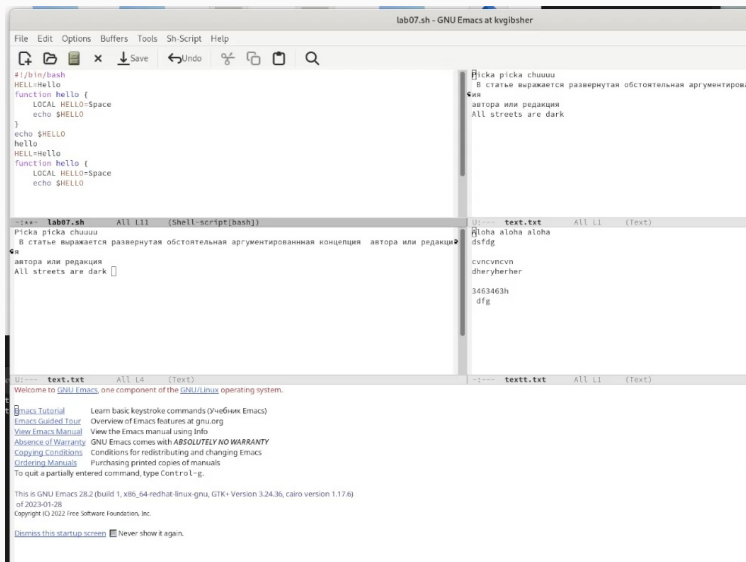 lab07.sh - GNU Emacs at kvgibsher
File Edit Options Buffers Tools Sh-Script Help
Save Undo
#!/bin/bash
HELL=Hello
function hello {
LOCAL HELLO=Space
echo $HELLO
}
echo $HELLO
hello
HELL=Hello
function hello {
LOCAL HELLO=Space
echo $HELLO
-:**- lab07.sh All L11 (Shell-script[bash])
Picka picka chuuuu
В статье выражается развернутая обстоятельная аргументирова
ия
автора или редакция
All streets are dark
U:--- text.txt All L1 (Text)
Picka picka chuuuu
В статье выражается развернутая обстоятельная аргументированнная концепция автора или редакци
я
автора или редакция
All streets are dark
U:--- text.txt All L4 (Text)
Aloha aloha aloha
dsfdg
cvncvncvn
dheryherher
3463463h
dfg
-:--- textt.txt All L1 (Text)
Welcome to GNU Emacs, one component of the GNU/Linux operating system.
Emacs Tutorial Learn basic keystroke commands (Учебник Emacs)
Emacs Guided Tour Overview of Emacs features at gnu.org
View Emacs Manual View the Emacs manual using Info
Absence of Warranty GNU Emacs comes with ABSOLUTELY NO WARRANTY
Copying Conditions Conditions for redistributing and changing Emacs
Ordering Manuals Purchasing printed copies of manuals
To quit a partially entered command, type Control-g.
This is GNU Emacs 28.2 (build 1, x86_64-redhat-linux-gnu, GTK+ Version 3.24.36, cairo version 1.17.6)
of 2023-01-28
Copyright (C) 2022 Free Software Foundation, Inc.
Dismiss this startup screen Never show it again.